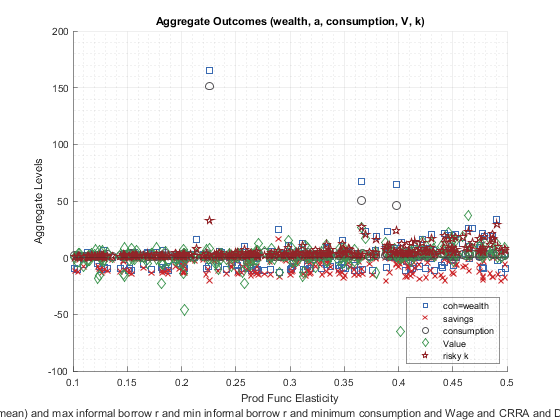 Aggregate Outcomes (wealth, a, consumption, V, k)
200
150
100
50
0
-50
-100
Aggregate Levels
0.1 0.15 0.2 0.25 0.3 0.35 0.4 0.45 0.5
Prod Func Elasticity
coh=wealth
savings
consumption
Value
risky k
mean) and max informal borrow r and min informal borrow r and minimum consumption and Wage and CRRA and D